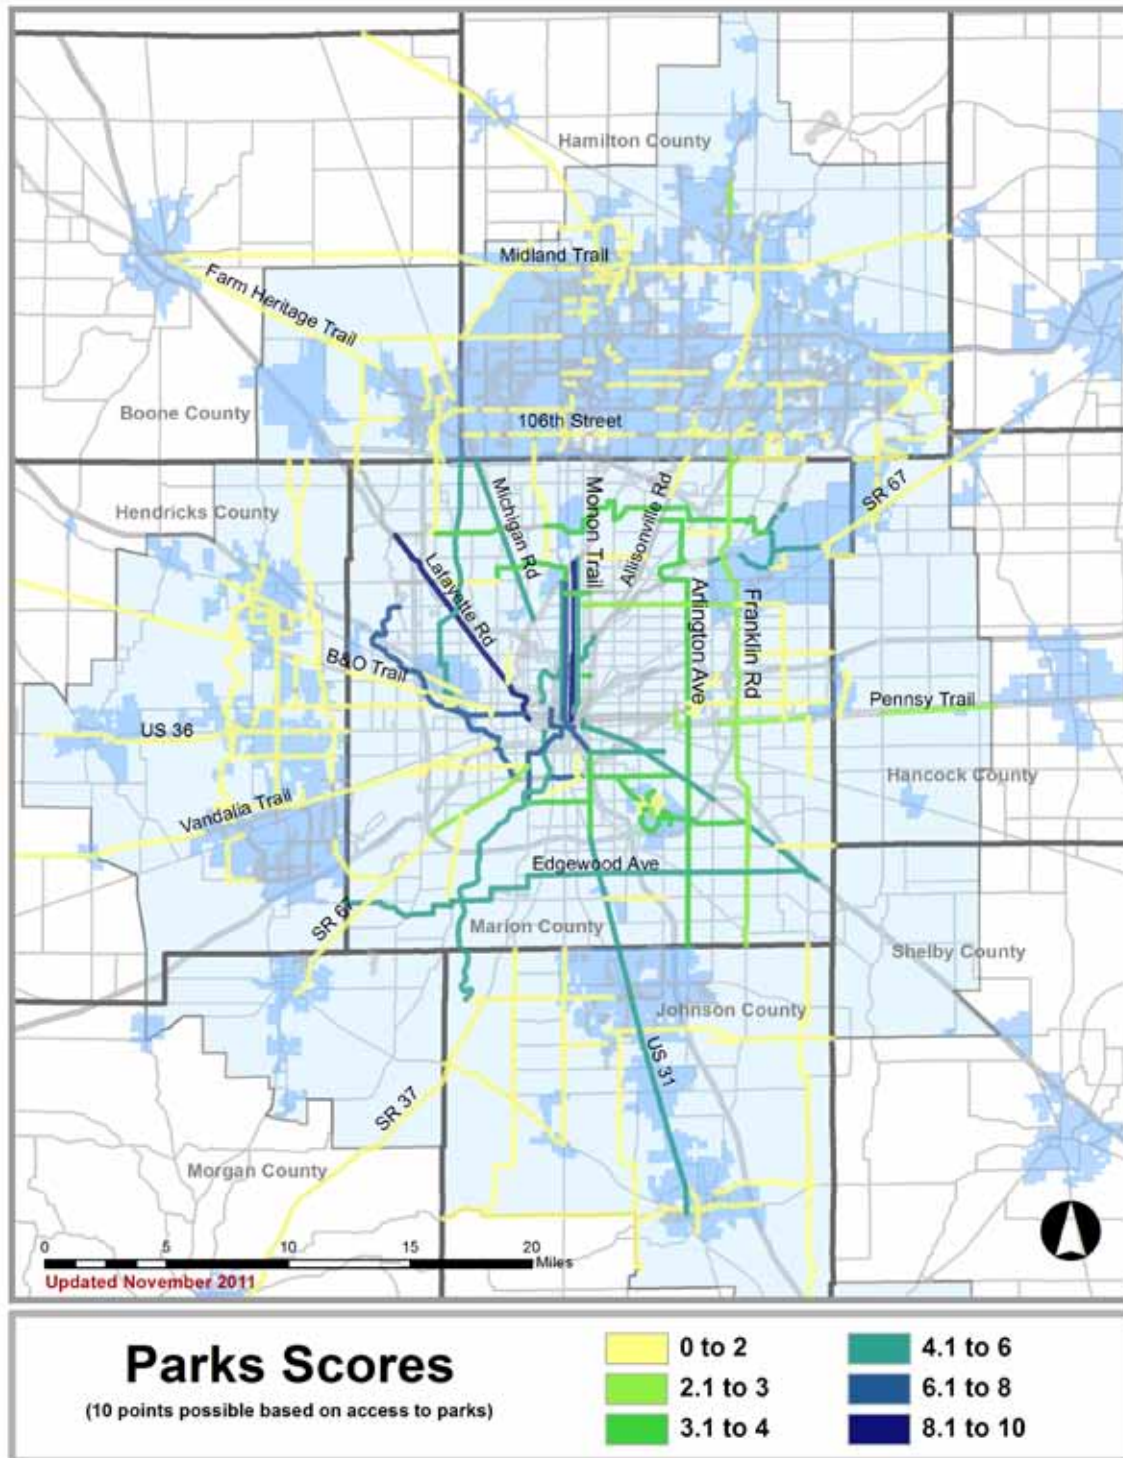 Hamilton County
Midland Trail
Farm Heritage Trail
Boone County
106th Street
SR 67
Hendricks County
Michigan Rd
Monon Trail
Allisonville Rd
Lafayette Rd
Arlington Ave
Franklin Rd
B&O Trail
Pennsy Trail
US 36
Hancock County
Vandalia Trail
Edgewood Ave
SR 67
Marion County
Shelby County
Johnson County
US 31
SR 37
Morgan County
0 5 10 15 20
Miles
Updated November 2011
Parks Scores
(10 points possible based on access to parks)
0 to 2
2.1 to 3
3.1 to 4
4.1 to 6
6.1 to 8
8.1 to 10